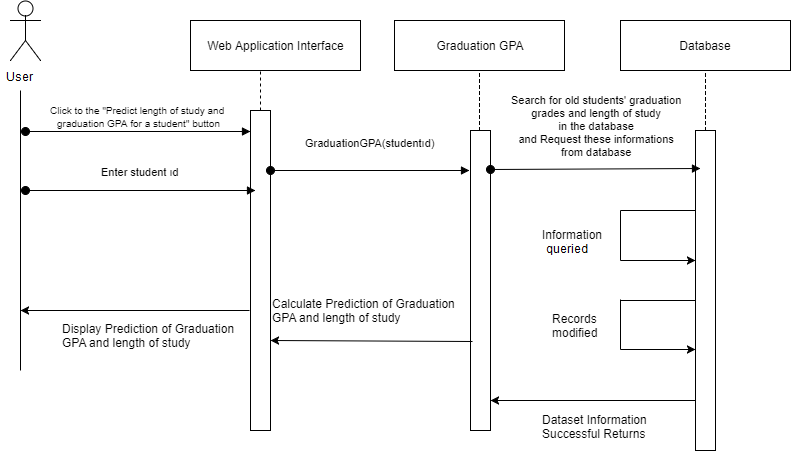 User
Web Application Interface
Graduation GPA
Database
Click to the "Predict length of study and
graduation GPA for a student" button
Enter student ıd
GraduationGPA(studentıd)
Search for old students' graduation
grades and length of study
in the database
and Request these informations
from database
Information
queried
Calculate Prediction of Graduation
GPA and length of study
Display Prediction of Graduation
GPA and length of study
Records
modified
Dataset Information
Successful Returns